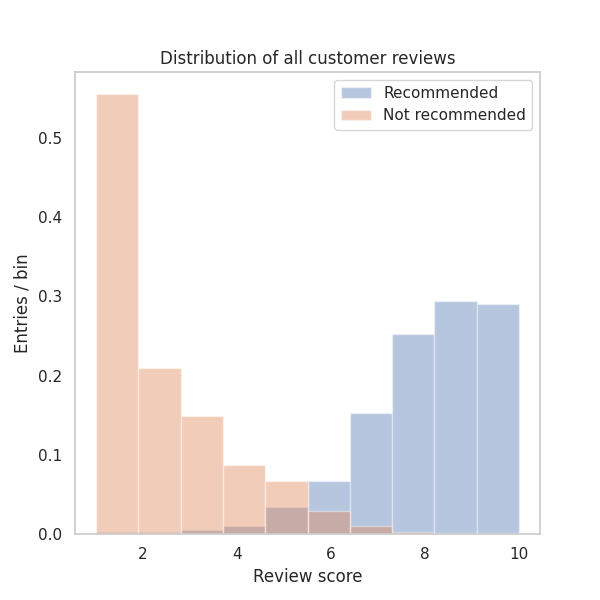 Distribution of all customer reviews
Recommended
Not recommended
Entries / bin
0.5
0.4
0.3
0.2
0.1
0.0
2 4 6 8 10
Review score